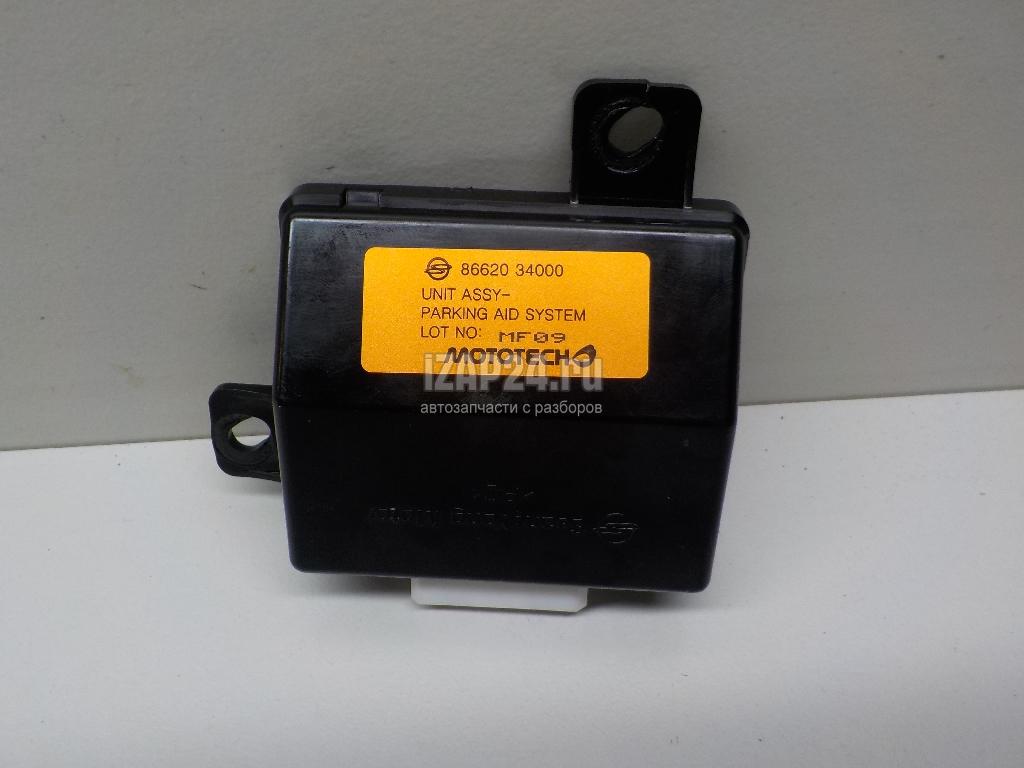 86620 34000
UNIT ASSY-
PARKING AID SYSTEM
LOT NO: MF09
MOTOTECH
iZAP24.ru
автозапчасти с разборов